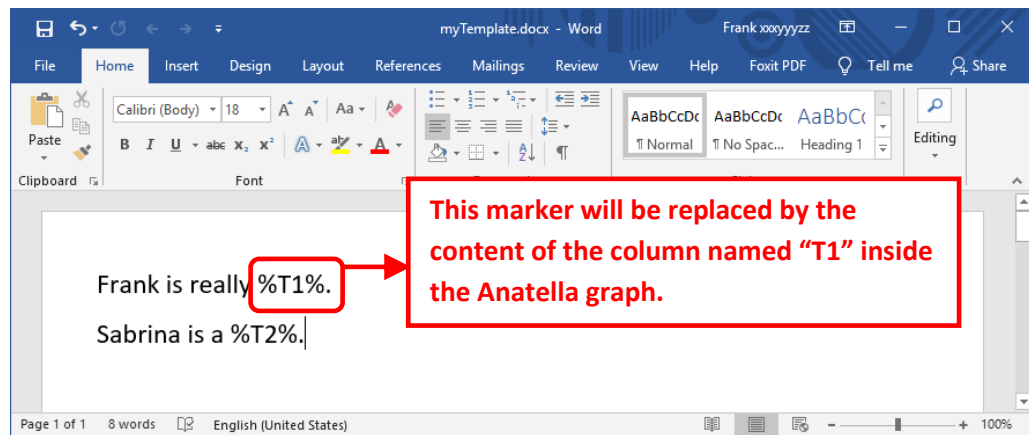 myTemplate.docx - Word Frank xxxyyyzz
File Home Insert Design Layout References Mailings Review View Help Foxit PDF Tell me Share
Paste
Calibri (Body) 18 A A Aa
B I U abc X₂ X² A aby A
AaBbCcDc AaBbCcDc AaBbC
¶ Normal ¶ No Spac... Heading 1
Editing
Clipboard Font
This marker will be replaced by the
content of the column named “T1” inside
the Anatella graph.
Frank is really %T1%.
Sabrina is a %T2%.
Page 1 of 1 8 words English (United States) 100%